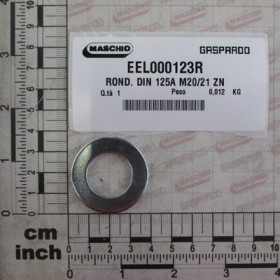 MASCHIO GASPARDO
EEL000123R
ROND. DIN 125A M20/21 ZN
Q.tà 1 Peso 0,012 KG
cm
inch
1 2 3 4 5 6 7 8 9 10
1 2 3 4